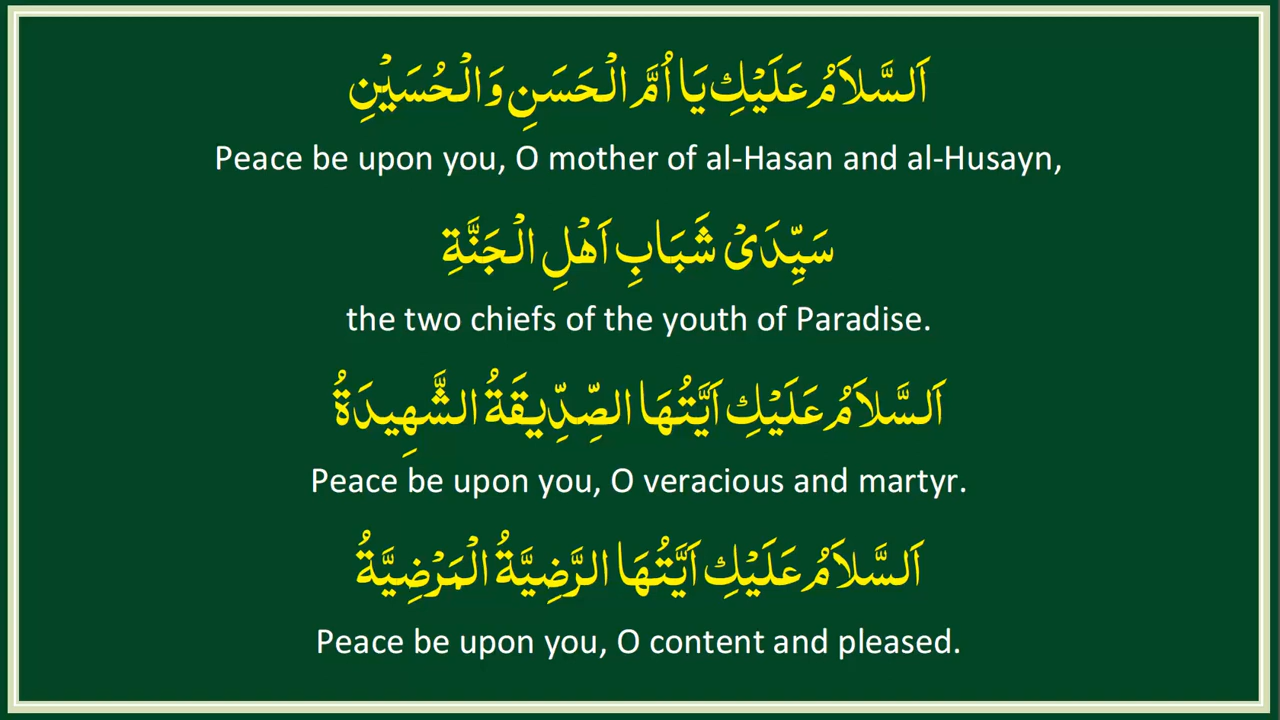 اَلسَّلاَمُ عَلَيْكِ يَا اُمَّ الْحَسَنِ وَالْحُسَيْنِ
Peace be upon you, O mother of al-Hasan and al-Husayn,
سَيِّدَىْ شَبَابِ اَهْلِ الْجَنَّةِ
the two chiefs of the youth of Paradise.
اَلسَّلاَمُ عَلَيْكِ اَيَّتُهَا الصِّدِّيقَةُ الشَّهِيدَةُ
Peace be upon you, O veracious and martyr.
اَلسَّلاَمُ عَلَيْكِ اَيَّتُهَا الرَّضِيَّةُ الْمَرْضِيَّةُ
Peace be upon you, O content and pleased.